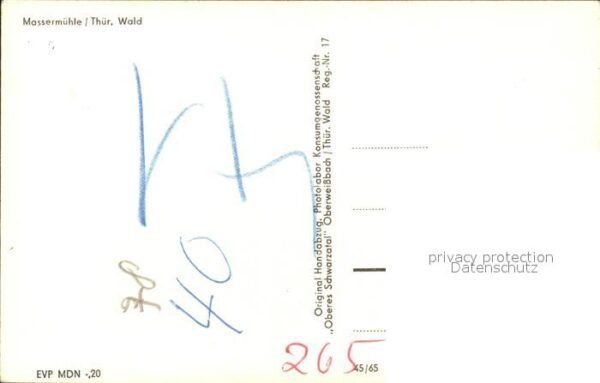 Massermühle / Thür. Wald
Original Handabzug, Photolabor Konsumgenossenschaft
„Oberes Schwarzatal" Oberweißbach / Thür. Wald Reg.-Nr. 17
40
78
265
privacy protection
Datenschutz
EVP MDN -,20
45/65